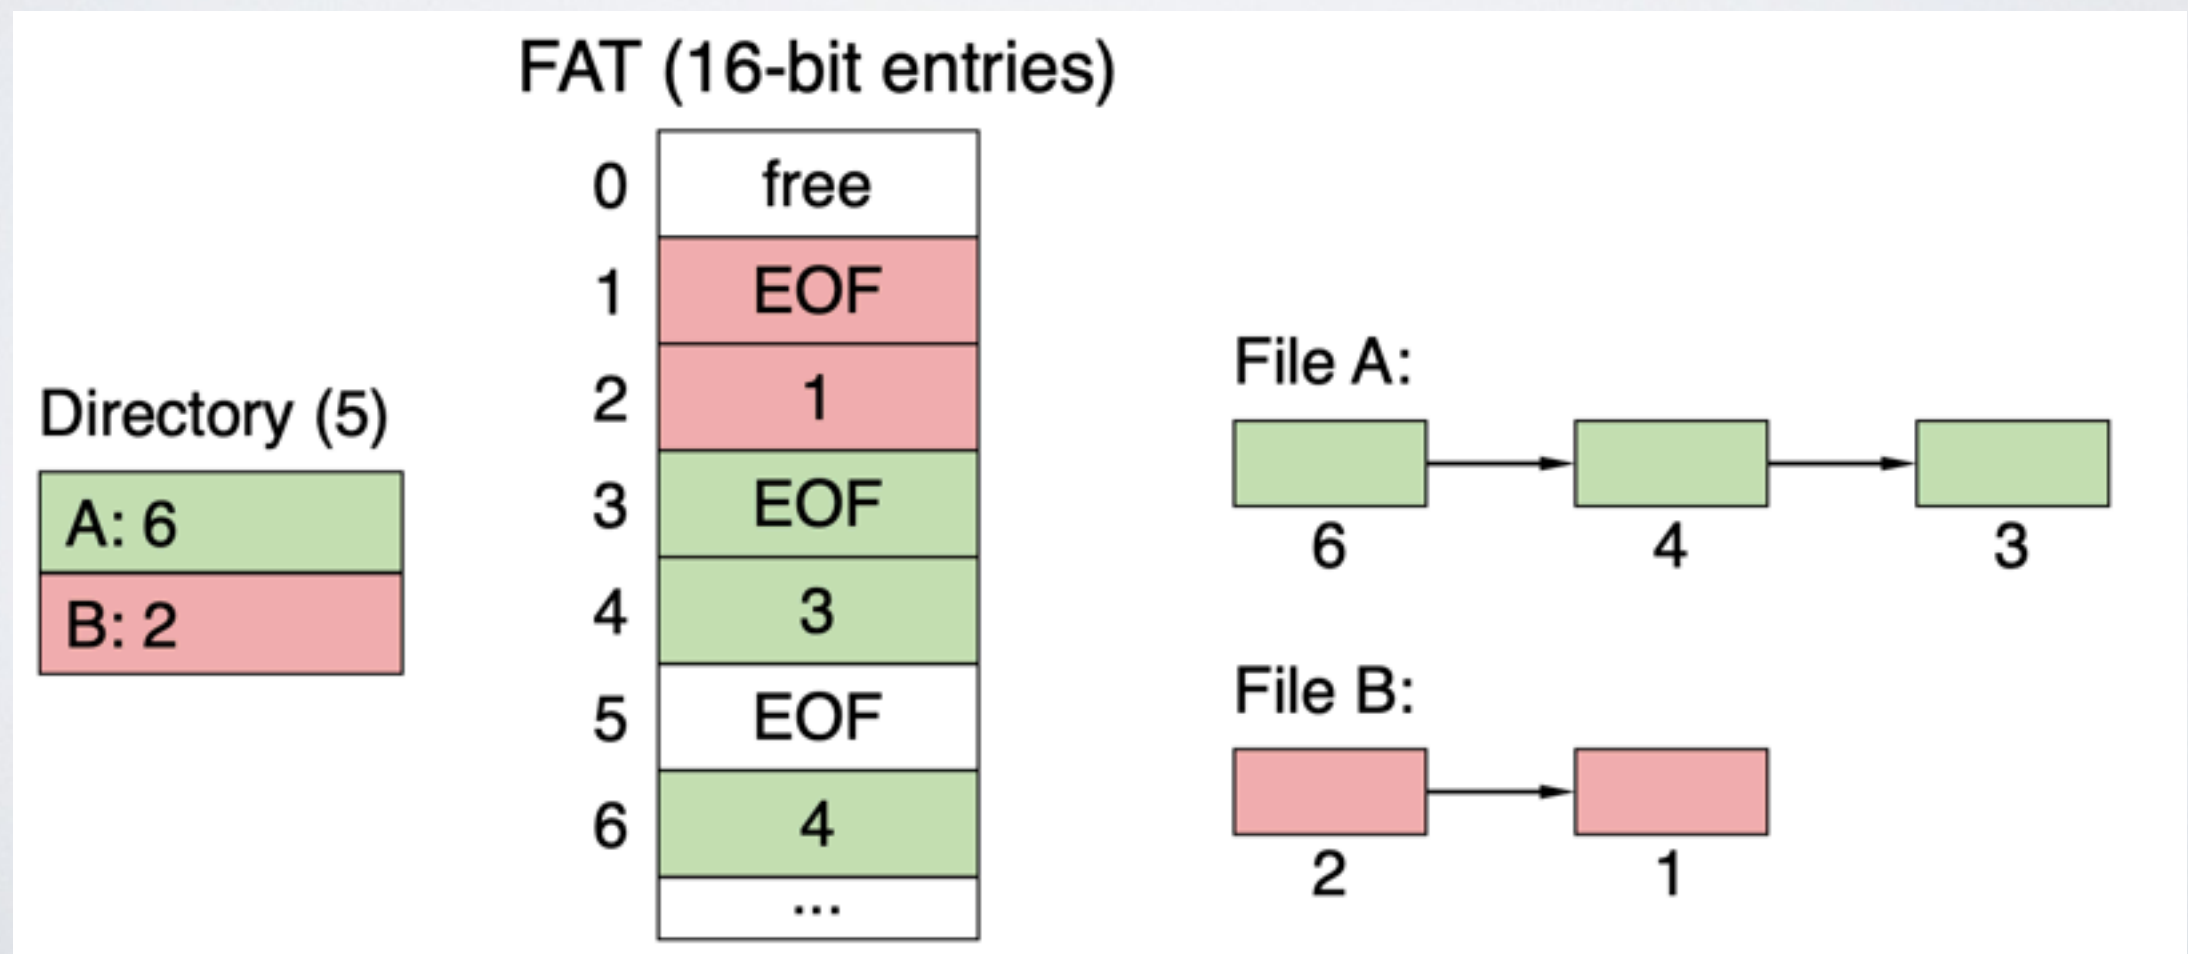 FAT (16-bit entries)
0 free
1 EOF
2 1
3 EOF
4 3
5 EOF
6 4
...
Directory (5)
A: 6
B: 2
File A:
6 4 3
File B:
2 1